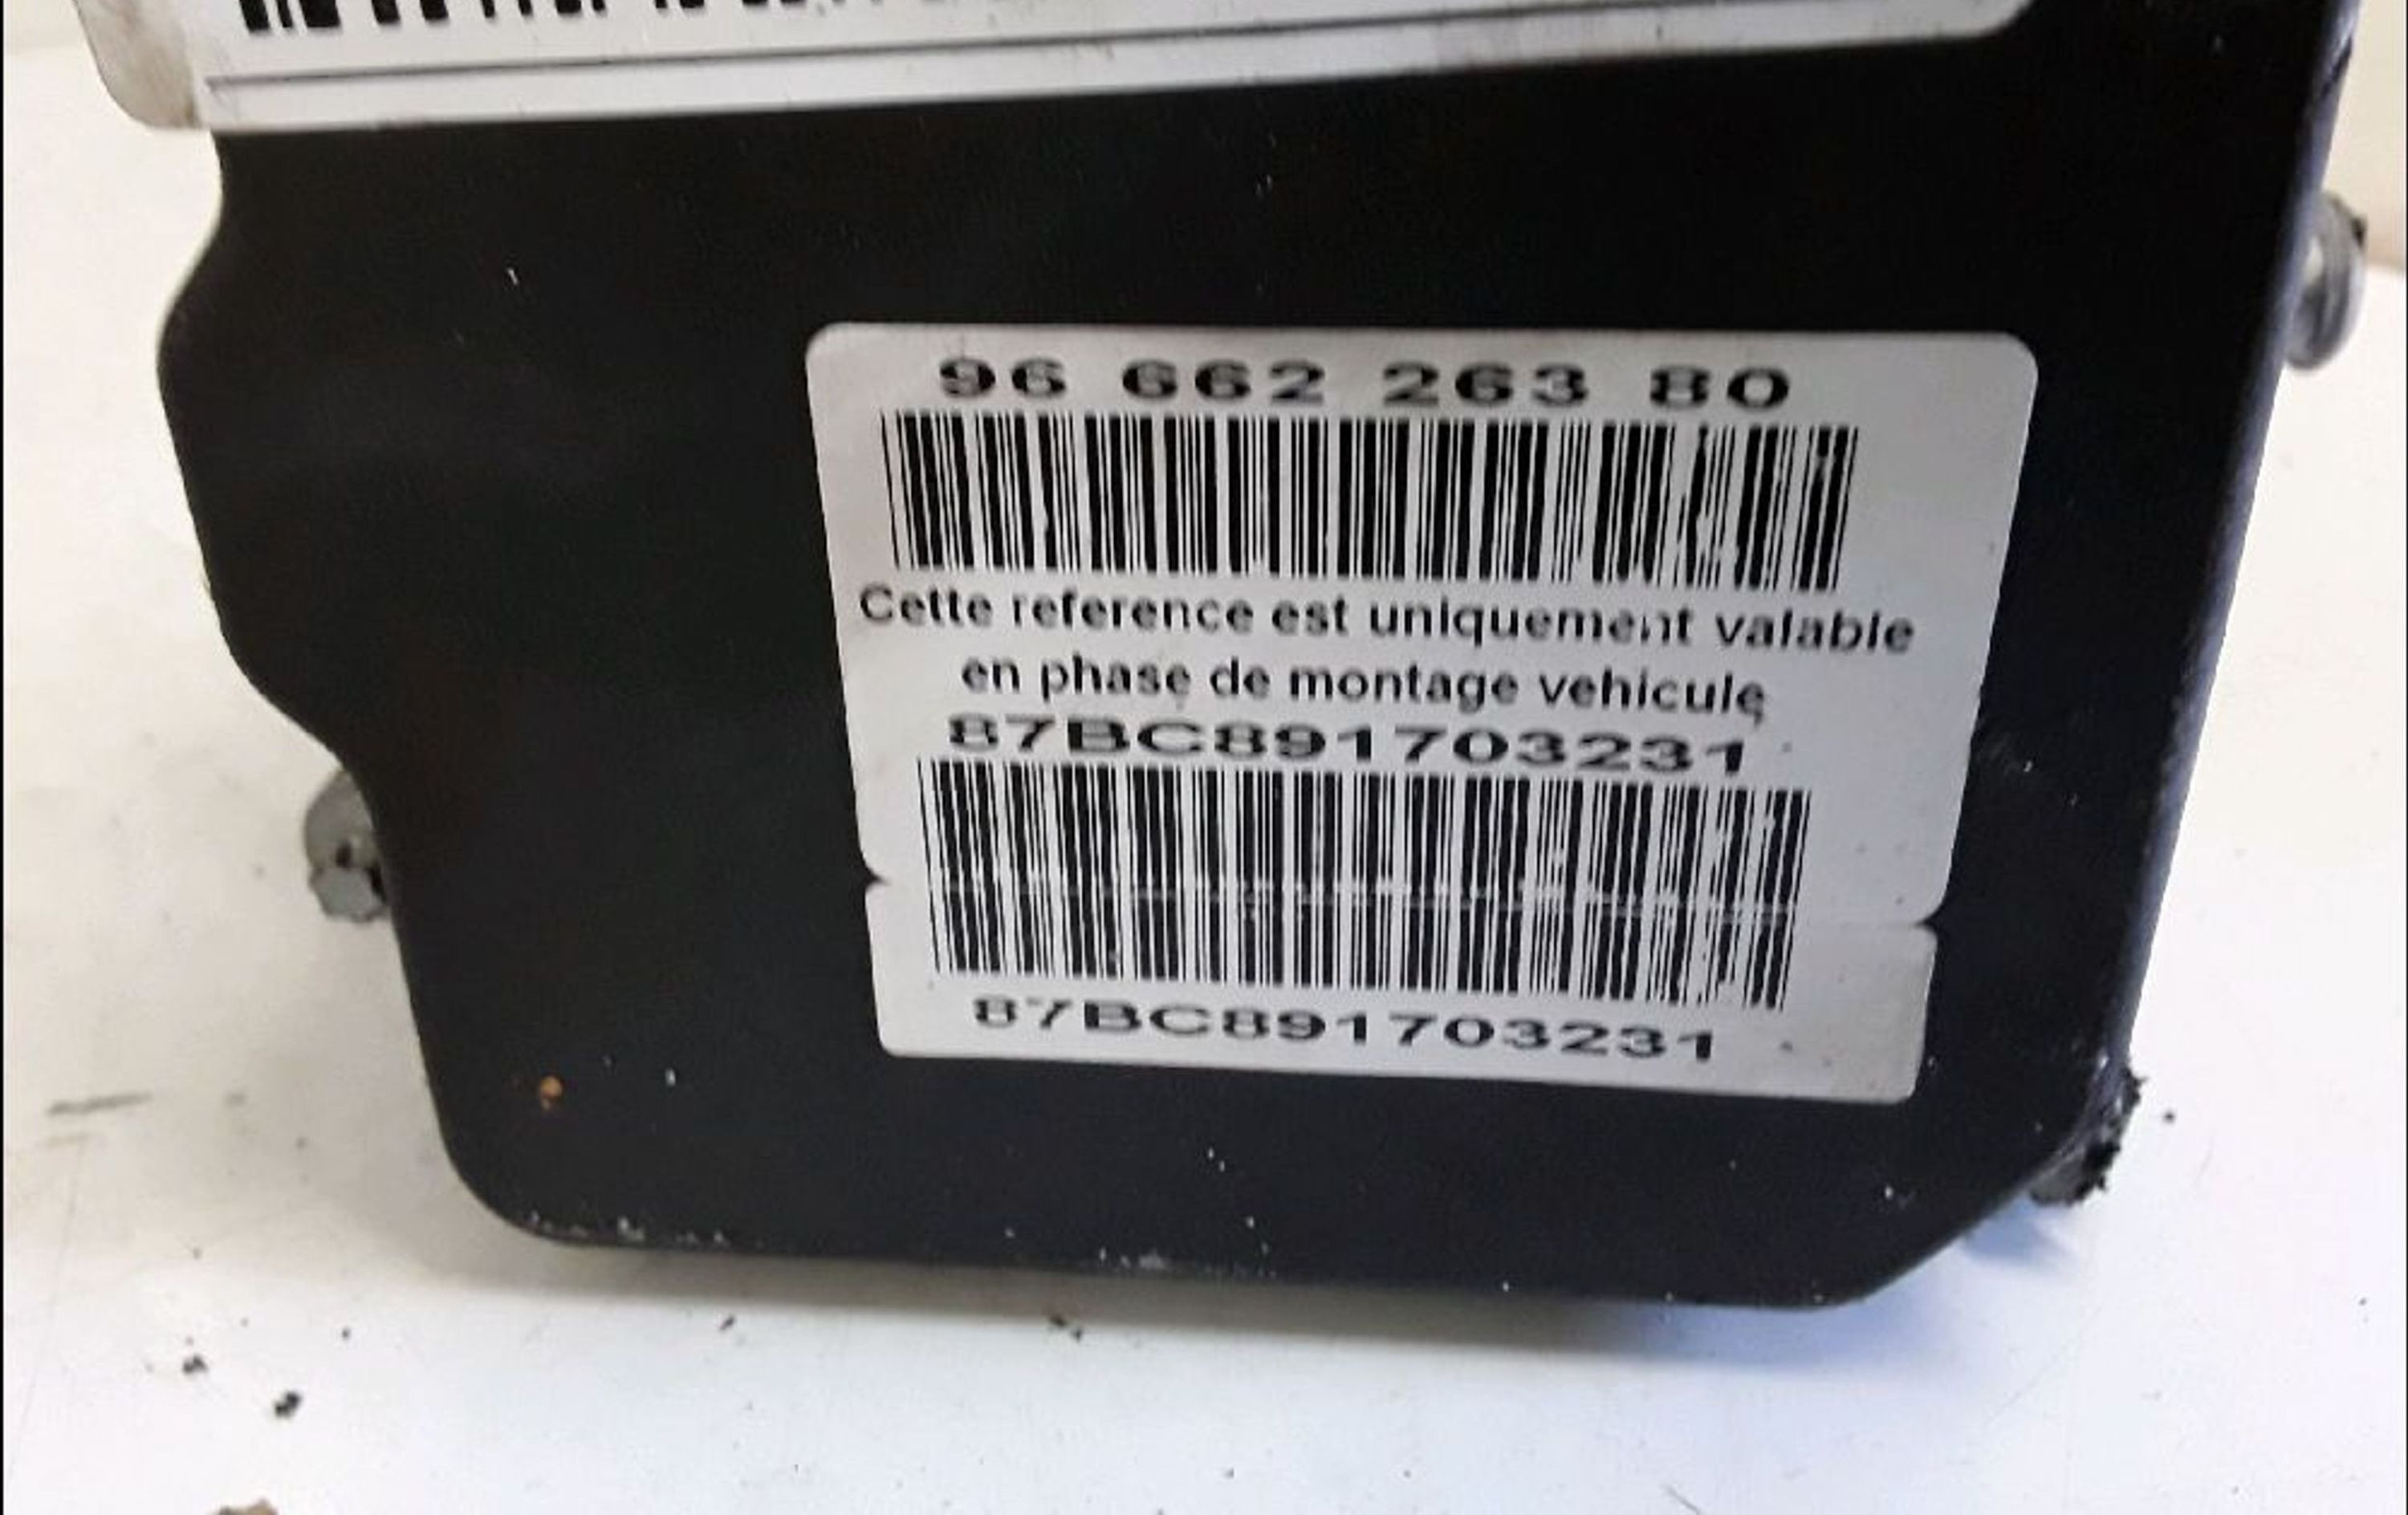 96 662 263 80
Cette reference est uniquement valable
en phase de montage vehicule
87BC891703231
87BC891703231